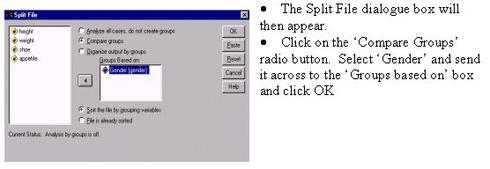 Split File
height
weight
shoe
appetite
Analyze all cases, do not create groups
Compare groups
Organize output by groups
Groups Based on:
Gender [gender]
Sort the file by grouping variables
File is already sorted
Current Status: Analysis by groups is off.
OK
Paste
Reset
Cancel
Help
• The Split File dialogue box will
then appear.
• Click on the ‘Compare Groups’
radio button. Select ‘Gender’ and send
it across to the ‘Groups based on’ box
and click OK